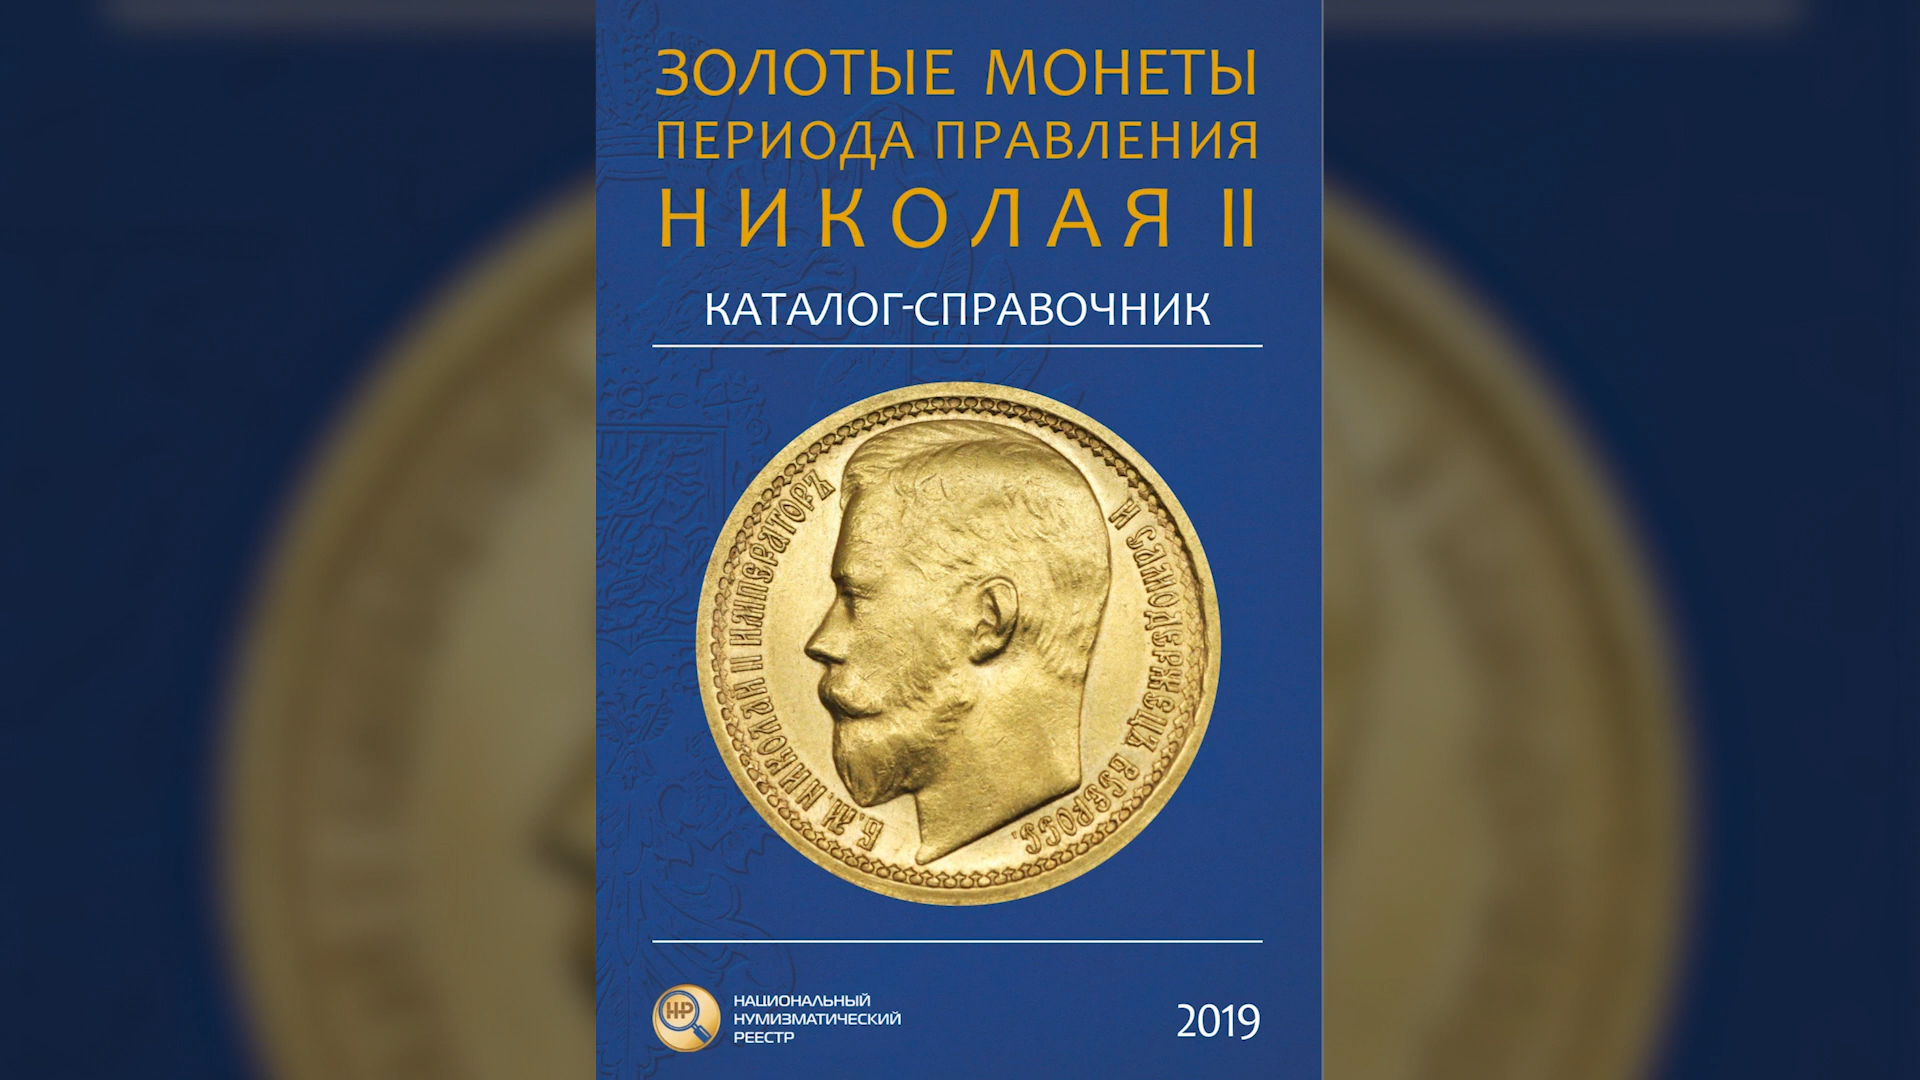 ЗОЛОТЫЕ МОНЕТЫ
ПЕРИОДА ПРАВЛЕНИЯ
НИКОЛАЯ II
КАТАЛОГ-СПРАВОЧНИК
Б. М. НИКОЛАЙ II ИМПЕРАТОРЪ
И САМОДЕРЖЕЦЪ ВСЕРОСС.
НАЦИОНАЛЬНЫЙ
НУМИЗМАТИЧЕСКИЙ
РЕЕСТР
НР
2019